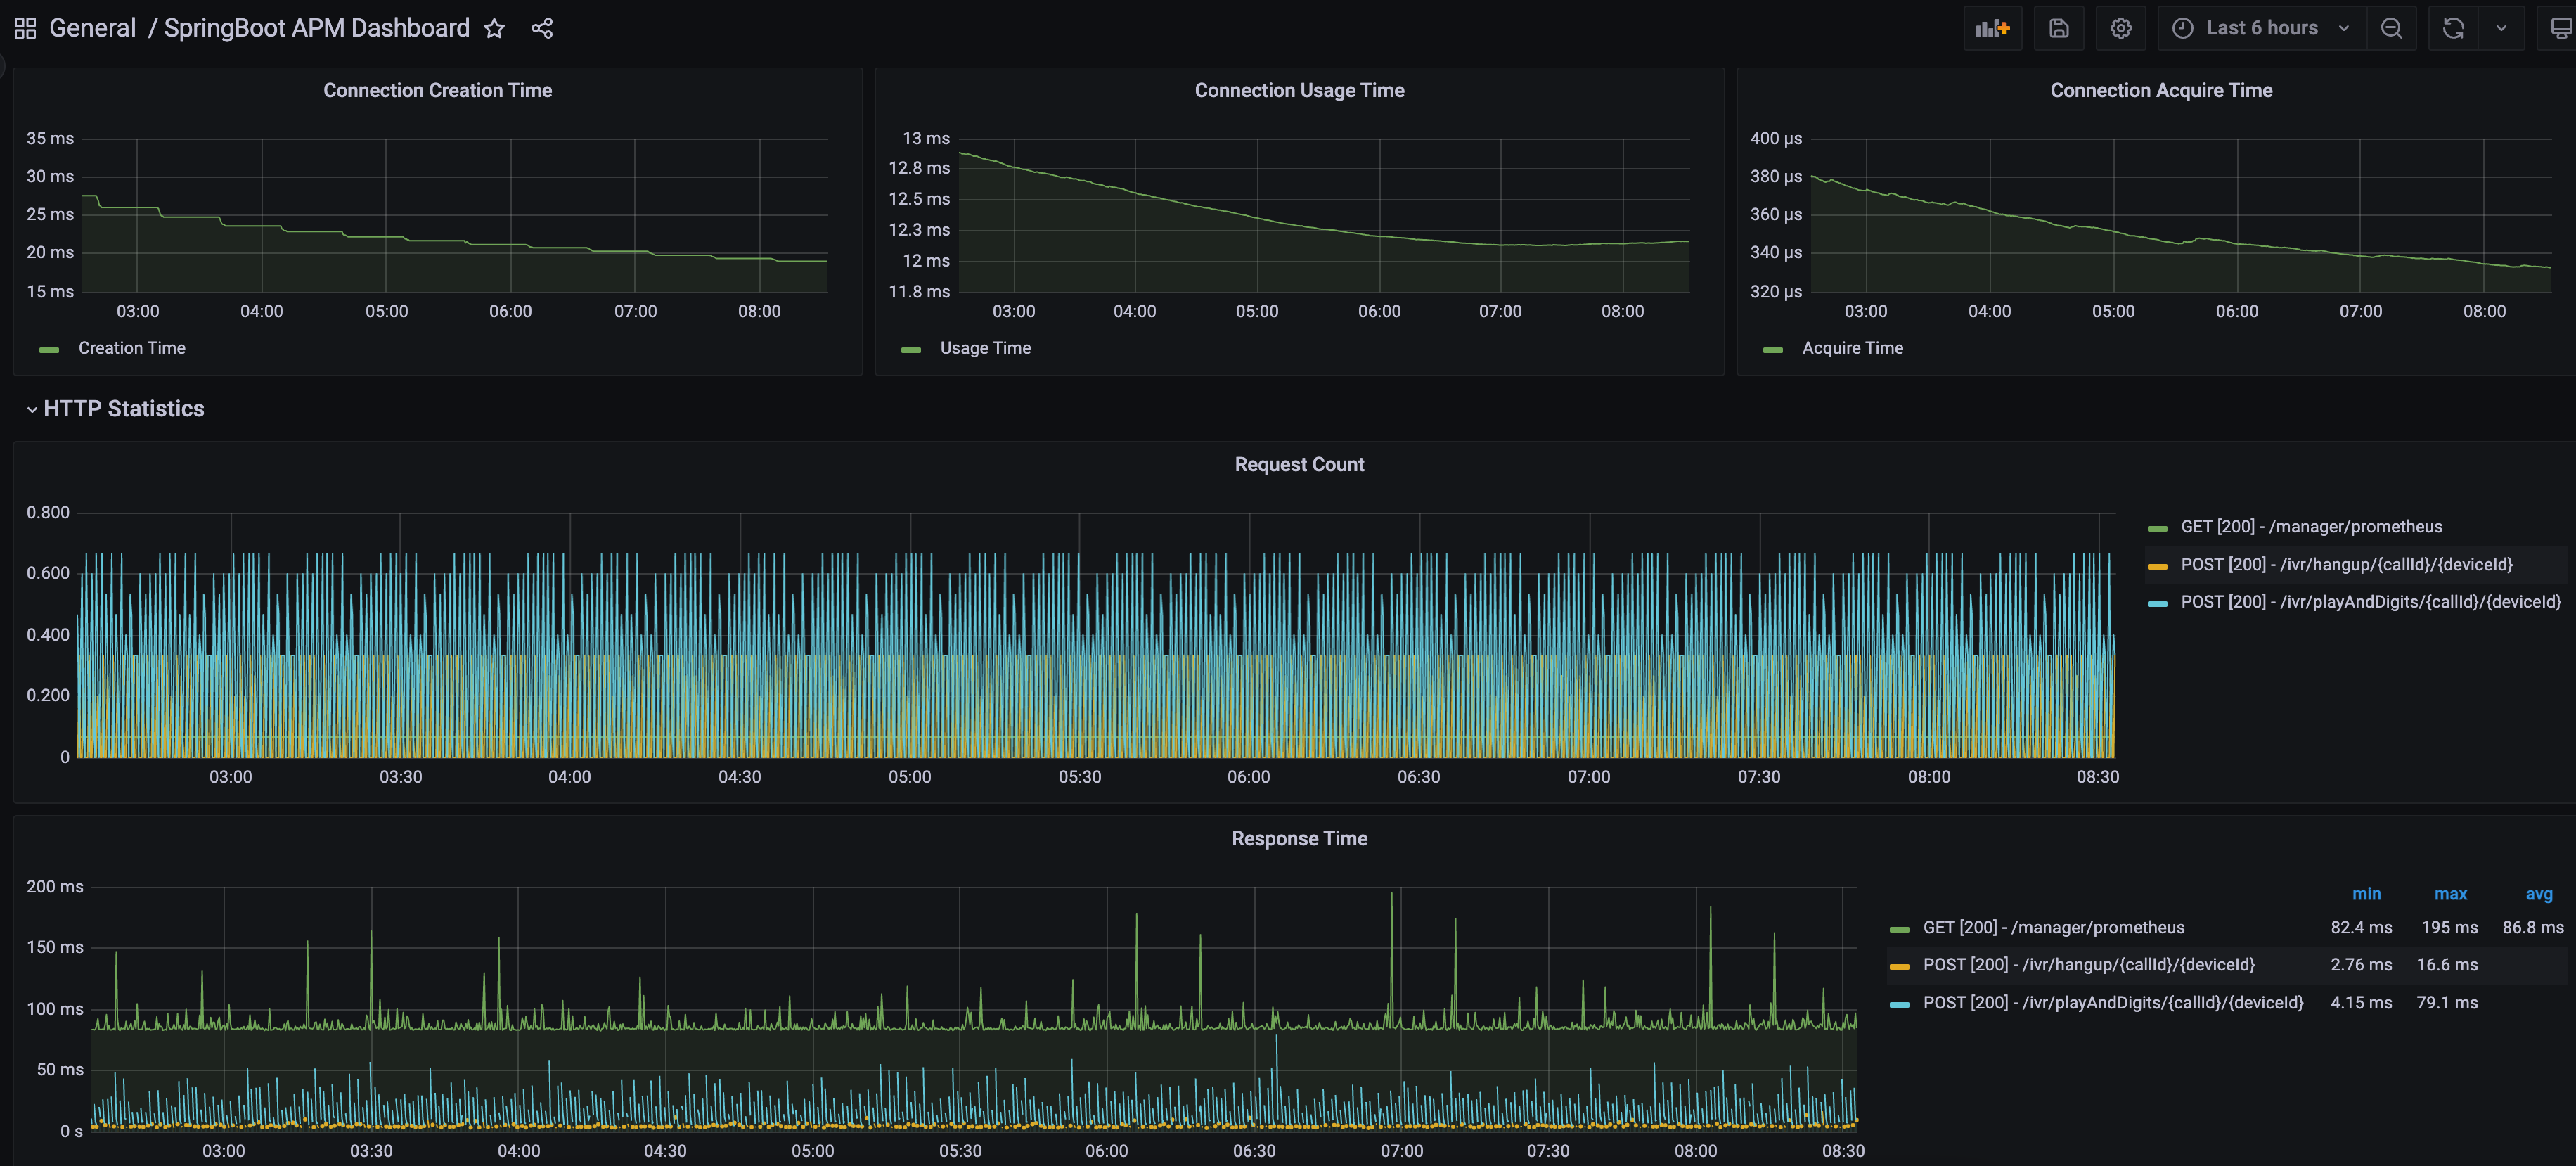 General / SpringBoot APM Dashboard
Last 6 hours
Connection Creation Time
35 ms
30 ms
25 ms
20 ms
15 ms
03:00 04:00 05:00 06:00 07:00 08:00
Creation Time
Connection Usage Time
13 ms
12.8 ms
12.5 ms
12.3 ms
12 ms
11.8 ms
03:00 04:00 05:00 06:00 07:00 08:00
Usage Time
Connection Acquire Time
400 µs
380 µs
360 µs
340 µs
320 µs
03:00 04:00 05:00 06:00 07:00 08:00
Acquire Time
HTTP Statistics
Request Count
0.800
0.600
0.400
0.200
0
03:00 03:30 04:00 04:30 05:00 05:30 06:00 06:30 07:00 07:30 08:00 08:30
GET [200] - /manager/prometheus
POST [200] - /ivr/hangup/{callId}/{deviceId}
POST [200] - /ivr/playAndDigits/{callId}/{deviceId}
Response Time
200 ms
150 ms
100 ms
50 ms
0 s
03:00 03:30 04:00 04:30 05:00 05:30 06:00 06:30 07:00 07:30 08:00 08:30
min max avg
GET [200] - /manager/prometheus 82.4 ms 195 ms 86.8 ms
POST [200] - /ivr/hangup/{callId}/{deviceId} 2.76 ms 16.6 ms
POST [200] - /ivr/playAndDigits/{callId}/{deviceId} 4.15 ms 79.1 ms